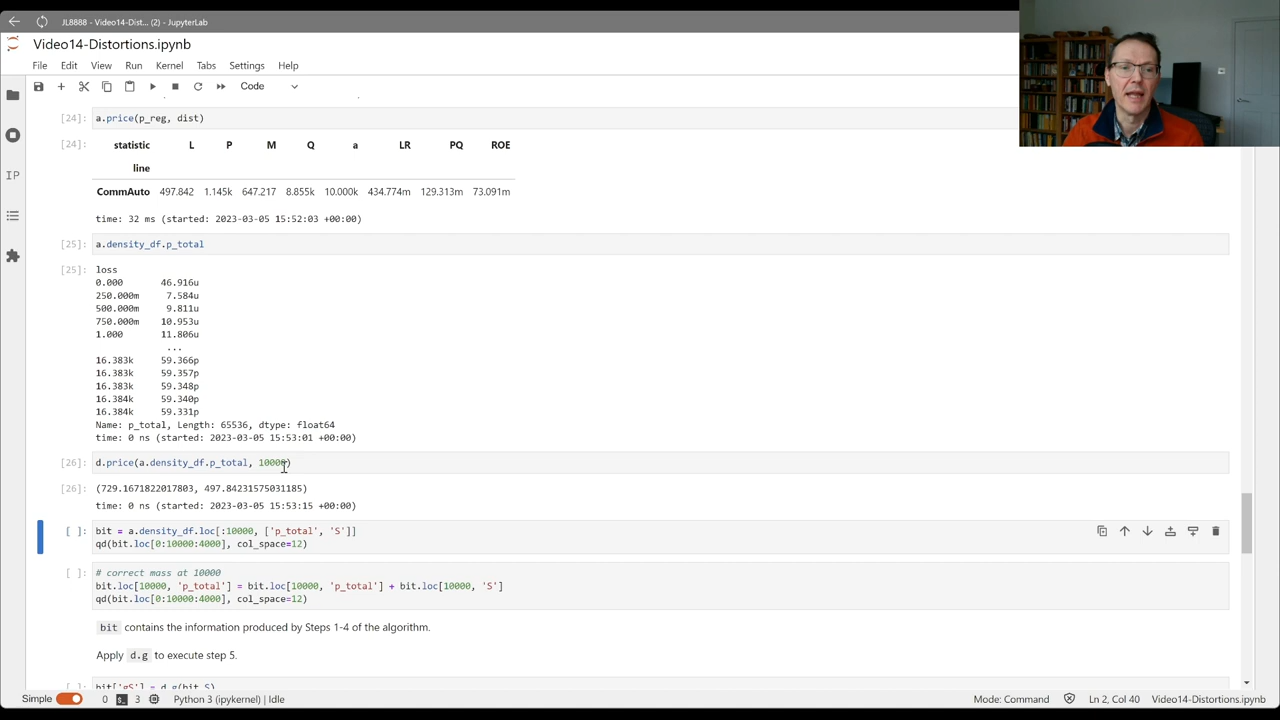 JL8888 - Video14-Dist... (2) - JupyterLab
Video14-Distortions.ipynb
File Edit View Run Kernel Tabs Settings Help
Code
[24]: a.price(p_reg, dist)
[24]: statistic L P M Q a LR PQ ROE
line
CommAuto 497.842 1.145k 647.217 8.855k 10.000k 434.774m 129.313m 73.091m
time: 32 ms (started: 2023-03-05 15:52:03 +00:00)
[25]: a.density_df.p_total
[25]: loss
0.000 46.916u
250.000m 7.584u
500.000m 9.811u
750.000m 10.953u
1.000 11.806u
...
16.383k 59.366p
16.383k 59.357p
16.383k 59.348p
16.384k 59.340p
16.384k 59.331p
Name: p_total, Length: 65536, dtype: float64
time: 0 ns (started: 2023-03-05 15:53:01 +00:00)
[26]: d.price(a.density_df.p_total, 10000)
[26]: (729.1671822017803, 497.84231575031185)
time: 0 ns (started: 2023-03-05 15:53:15 +00:00)
[ ]: bit = a.density_df.loc[:10000, ['p_total', 'S']]
qd(bit.loc[0:10000:4000], col_space=12)
[ ]: # correct mass at 10000
bit.loc[10000, 'p_total'] = bit.loc[10000, 'p_total'] + bit.loc[10000, 'S']
qd(bit.loc[0:10000:4000], col_space=12)
bit contains the information produced by Steps 1-4 of the algorithm.
Apply d.g to execute step 5.
[ ]: bit['gS'] = d.g(bit.S)
Simple 0 3 Python 3 (ipykernel) | Idle Mode: Command Ln 2, Col 40 Video14-Distortions.ipynb
IP